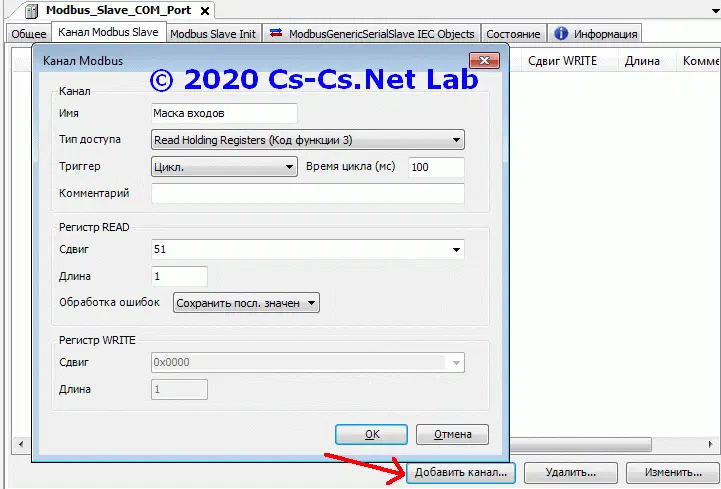 Modbus_Slave_COM_Port
Общее Канал Modbus Slave Modbus Slave Init ModbusGenericSerialSlave IEC Objects Состояние Информация
Канал Modbus
Сдвиг WRITE Длина Комме
© 2020 Cs-Cs.Net Lab
Канал
Имя Маска входов
Тип доступа Read Holding Registers (Код функции 3)
Триггер Цикл. Время цикла (мс) 100
Комментарий
Регистр READ
Сдвиг 51
Длина 1
Обработка ошибок Сохранить посл. значен
Регистр WRITE
Сдвиг 0x0000
Длина 1
OK Отмена
Добавить канал... Удалить... Изменить...